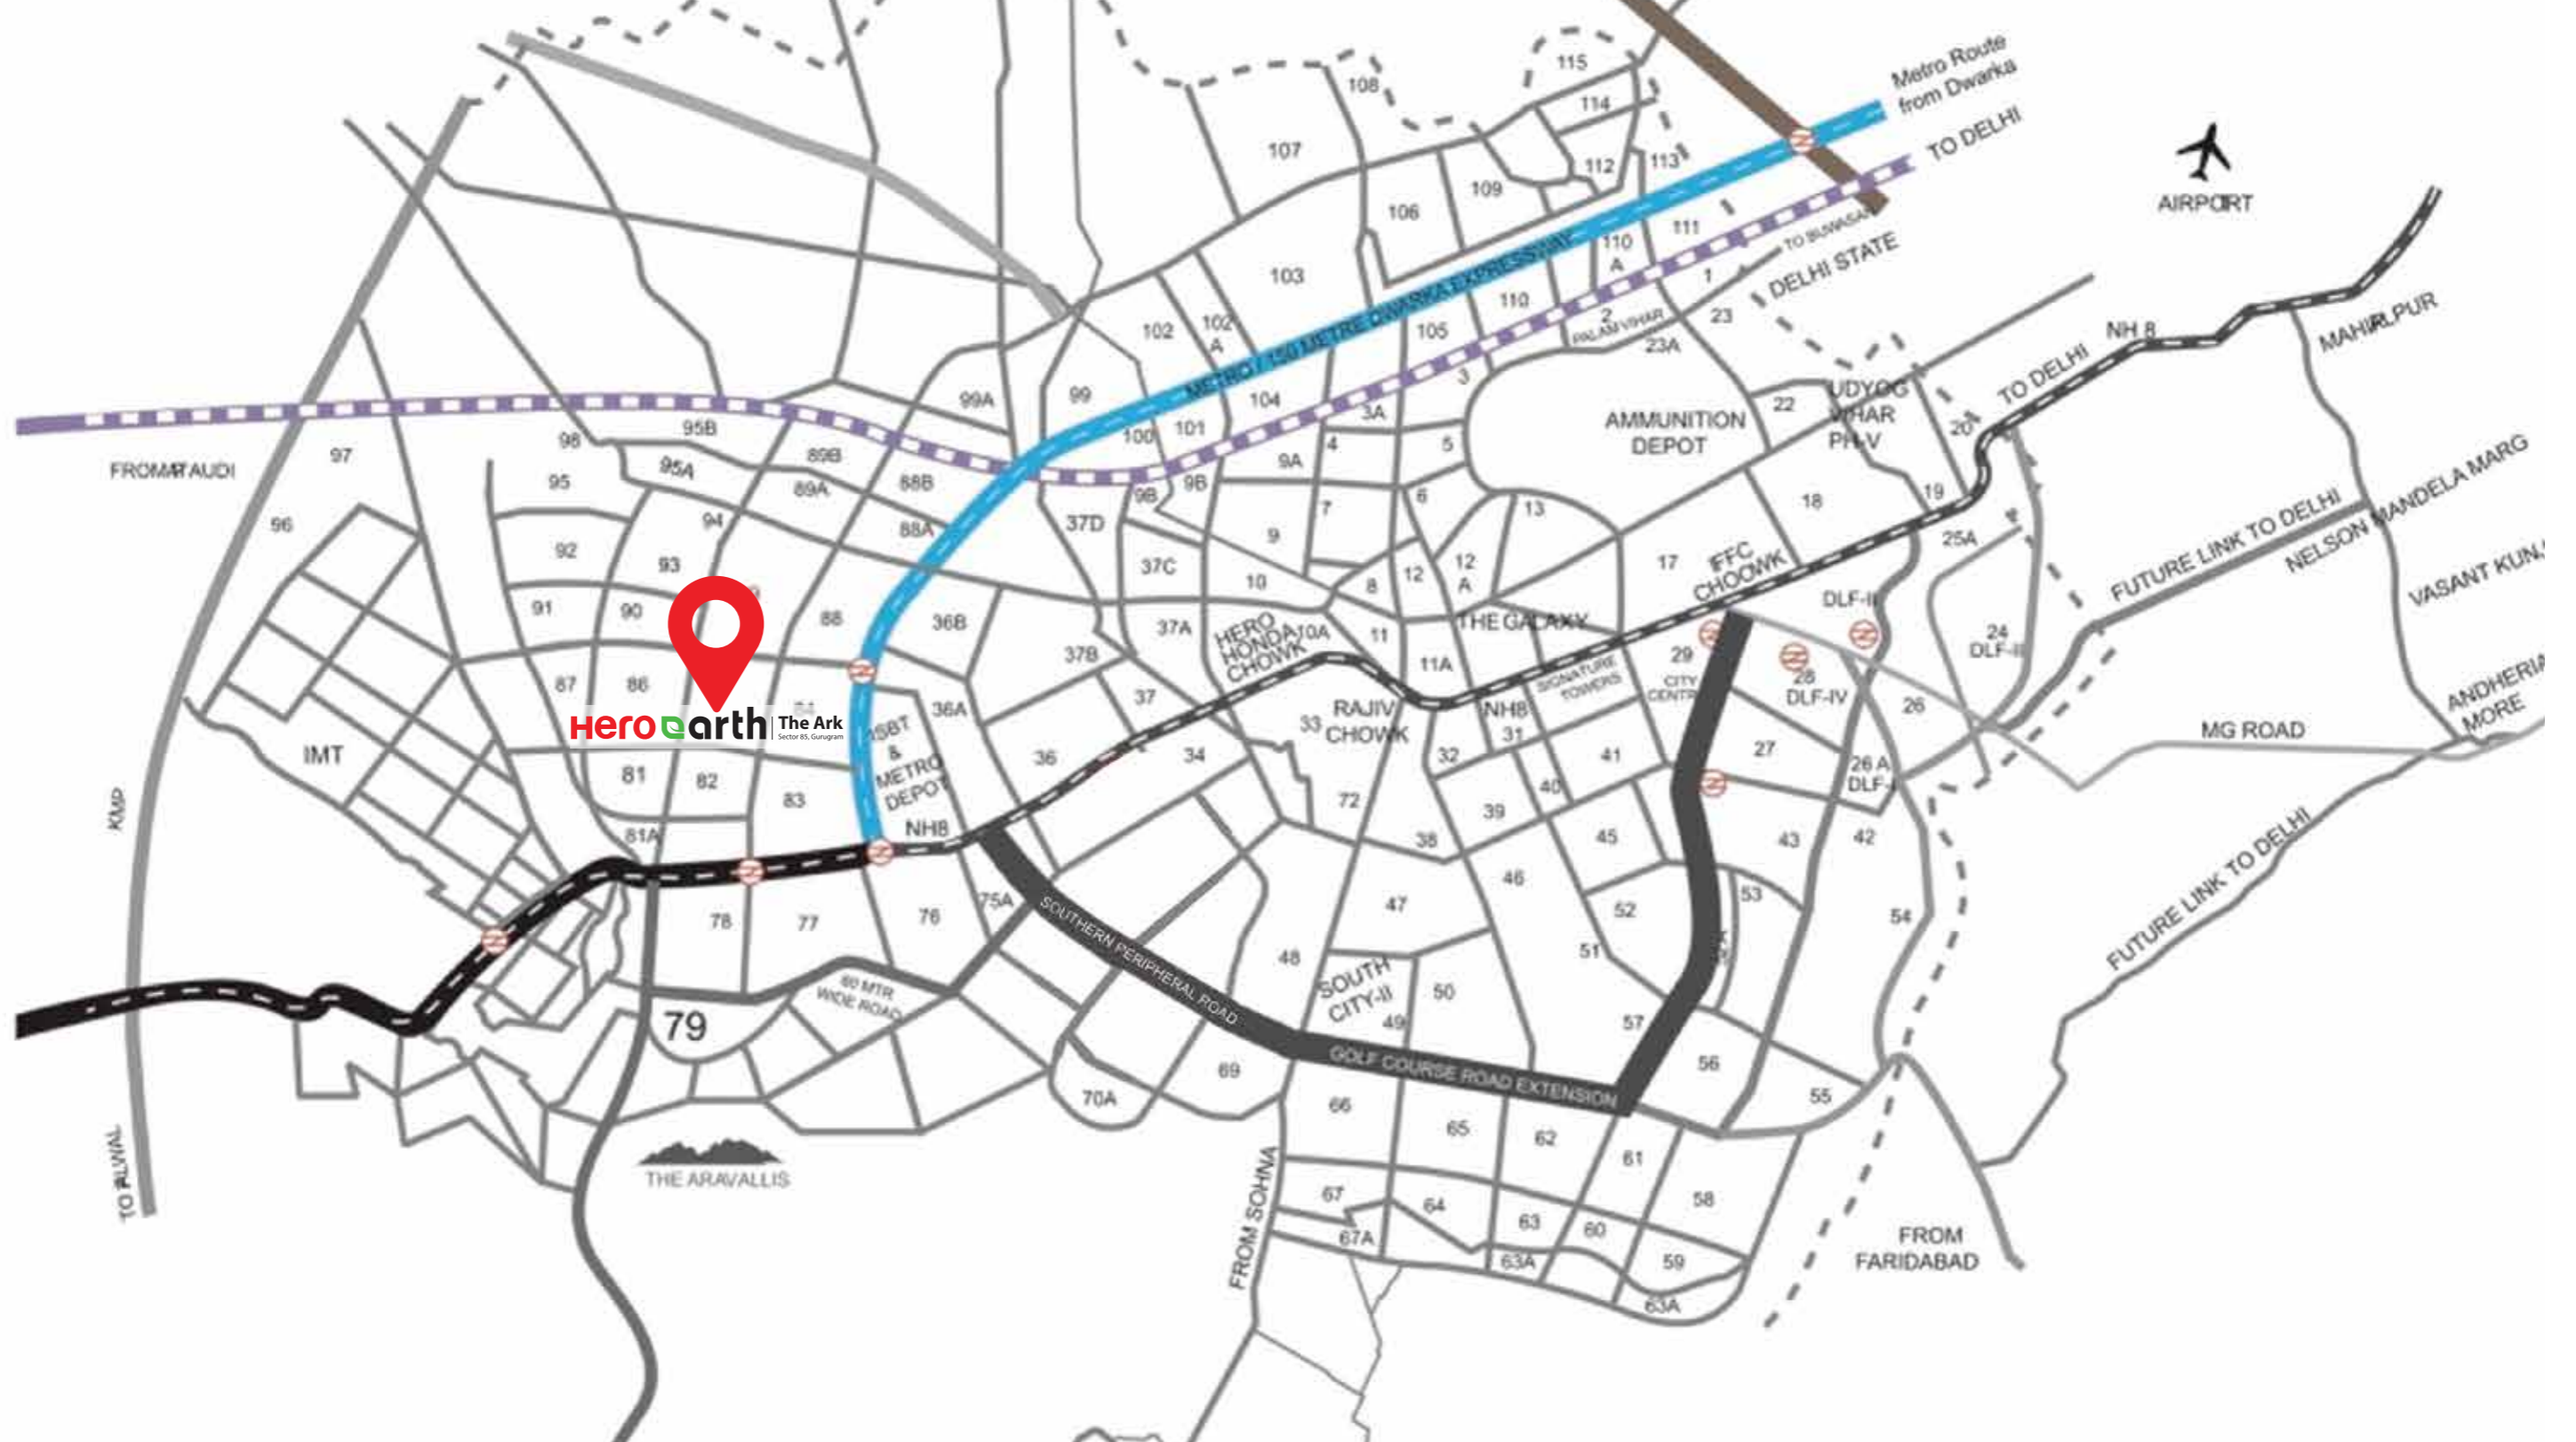 Metro Route
from Dwarka
TO DELHI
115
108
114
107
112
113
109
106
111
AIRPORT
TO BIJWASAN
DELHI STATE
110
A
103
1
110
102
102
A
105
2
PALAM VIHAR
23
23A
NH 8
MAHIPALPUR
METRO / 150 METRE DWARKA EXPRESSWAY
TO DELHI
3
99A
99
104
3A
22
UDYOG
VIHAR
PH-V
AMMUNITION
DEPOT
20
95B
98
100
101
4
5
97
FROM PATAUDI
95A
89B
9A
95
89A
88B
9B
9B
6
18
19
FUTURE LINK TO DELHI
NELSON MANDELA MARG
96
94
88A
37D
7
13
9
25A
92
93
37C
10
8
12
12
A
17
IFFC
CHOOWK
VASANT KUNJ
91
90
88
36B
37A
HERO
HONDA
CHOWK
10A
11
THE GALAXY
DLF-II
24
DLF-III
37B
11A
29
SIGNATURE
TOWERS
CITY
CENTRE
28
DLF-IV
87
86
84
37
36A
33
RAJIV
CHOWK
NH8
31
26
ANDHERIA
MORE
MG ROAD
Hero earth
The Ark
Sector 85, Gurugram
ISBT
&
METRO
DEPOT
IMT
36
34
32
41
27
26 A
DLF-I
81
82
83
72
40
39
KMP
81A
NH8
38
45
43
42
FUTURE LINK TO DELHI
46
53
78
77
76
75A
47
52
54
SOUTHERN PERIPHERAL ROAD
48
51
60 MTR
WIDE ROAD
SOUTH
CITY-II
49
50
79
57
GOLF COURSE ROAD EXTENSION
56
69
70A
66
55
65
62
61
TO PALWAL
THE ARAVALLIS
FROM SOHNA
67
64
58
63
60
67A
63A
59
FROM
FARIDABAD
63A